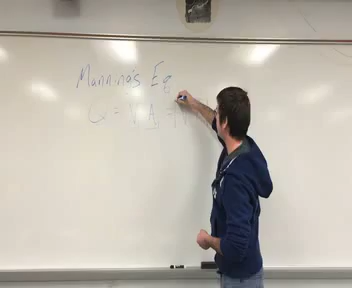 Manning's Eq
Q = V A =